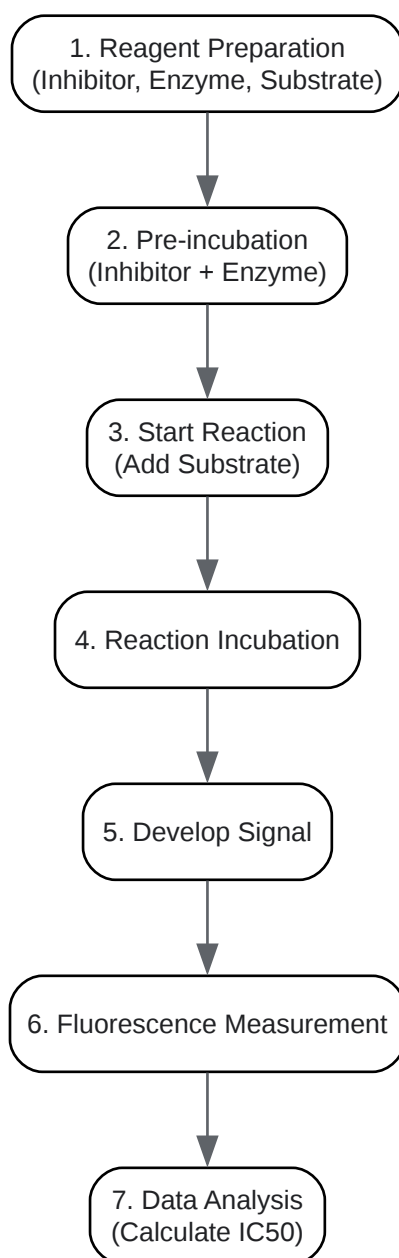 1. Reagent Preparation
(Inhibitor, Enzyme, Substrate)
2. Pre-incubation
(Inhibitor + Enzyme)
3. Start Reaction
(Add Substrate)
4. Reaction Incubation
5. Develop Signal
6. Fluorescence Measurement
7. Data Analysis
(Calculate IC50)